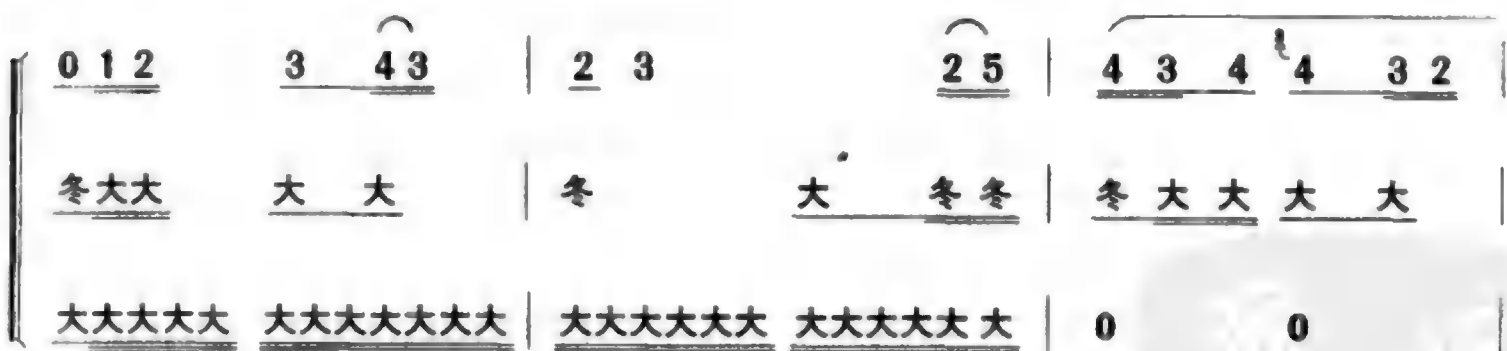 0 1 2 3 4 3 | 2 3 2 5 | 4 3 4 4 3 2 |
冬大大 大 大 | 冬 大 冬冬 | 冬 大 大 大 大 |
大大大大大 大大大大大大大 | 大大大大大大 大大大大大大 | 0 0 |